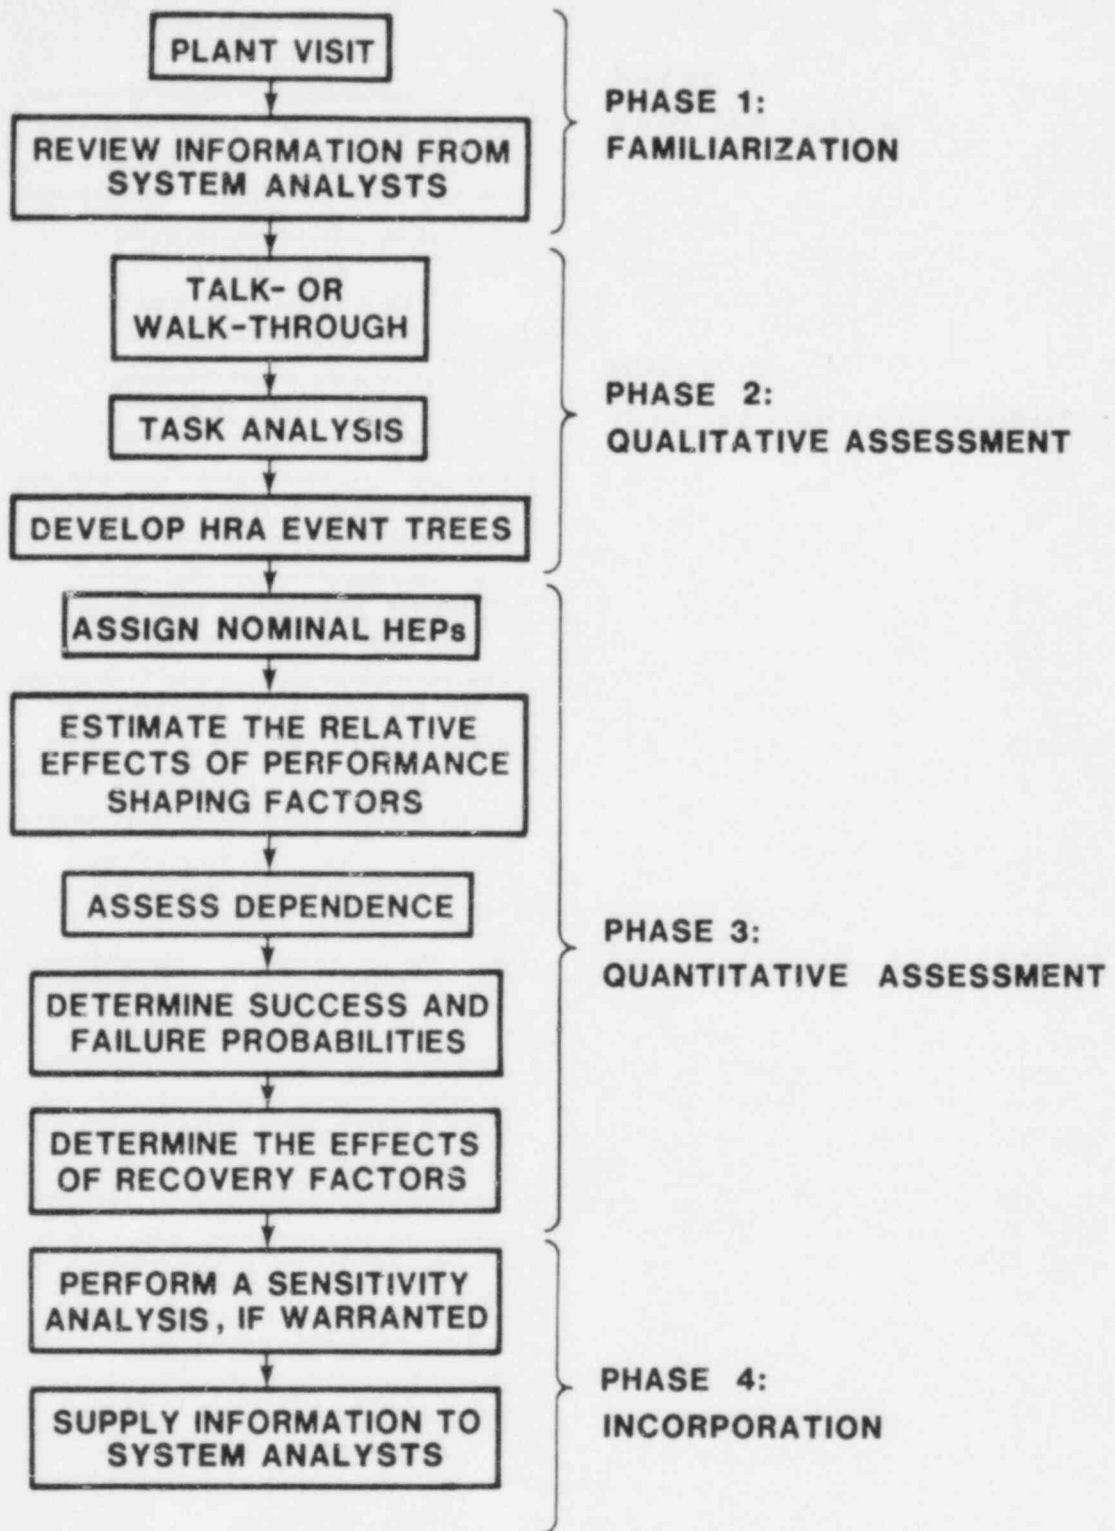 PLANT VISIT
REVIEW INFORMATION FROM
SYSTEM ANALYSTS
PHASE 1:
FAMILIARIZATION
TALK- OR
WALK-THROUGH
TASK ANALYSIS
DEVELOP HRA EVENT TREES
PHASE 2:
QUALITATIVE ASSESSMENT
ASSIGN NOMINAL HEPs
ESTIMATE THE RELATIVE
EFFECTS OF PERFORMANCE
SHAPING FACTORS
ASSESS DEPENDENCE
DETERMINE SUCCESS AND
FAILURE PROBABILITIES
DETERMINE THE EFFECTS
OF RECOVERY FACTORS
PHASE 3:
QUANTITATIVE ASSESSMENT
PERFORM A SENSITIVITY
ANALYSIS, IF WARRANTED
SUPPLY INFORMATION TO
SYSTEM ANALYSTS
PHASE 4:
INCORPORATION